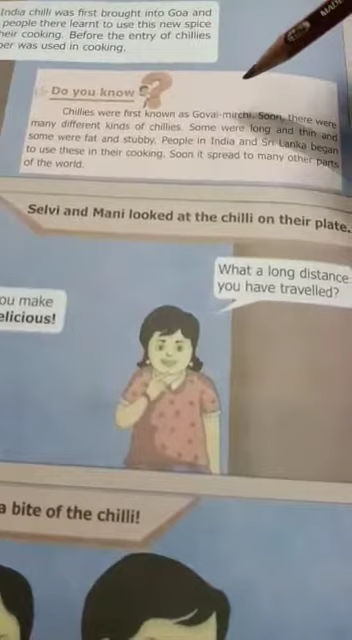 India chilli was first brought into Goa and
people there learnt to use this new spice
heir cooking. Before the entry of chillies
per was used in cooking.
Do you know ?
Chillies were first known as Govai-mirchi. Soon, there were
many different kinds of chillies. Some were long and thin and
some were fat and stubby. People in India and Sri Lanka began
to use these in their cooking. Soon it spread to many other parts
of the world.
Selvi and Mani looked at the chilli on their plate.
What a long distance
you have travelled?
ou make
elicious!
a bite of the chilli!